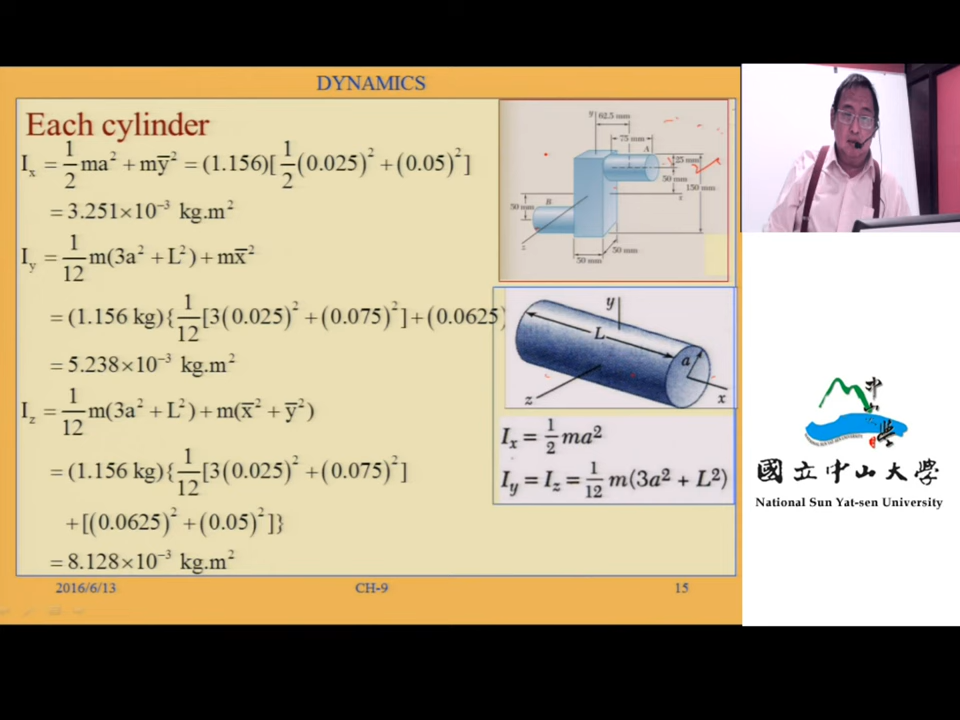 DYNAMICS
Each cylinder
Iₓ = 1/2 ma² + mȳ² = (1.156)[1/2(0.025)² + (0.05)²]
= 3.251×10⁻³ kg.m²
I_y = 1/12 m(3a² + L²) + mx̄²
= (1.156 kg){1/12[3(0.025)² + (0.075)²] + (0.0625)
= 5.238×10⁻³ kg.m²
I_z = 1/12 m(3a² + L²) + m(x̄² + ȳ²)
= (1.156 kg){1/12[3(0.025)² + (0.075)²]
+[(0.0625)² + (0.05)²]}
= 8.128×10⁻³ kg.m²
y
62.5 mm
75 mm
A
25 mm
50 mm
150 mm
x
B
50 mm
z
50 mm
50 mm
y
L
a
z
x
Iₓ = 1/2 ma²
I_y = I_z = 1/12 m(3a² + L²)
2016/6/13
CH-9
15
國立中山大學
National Sun Yat-sen University